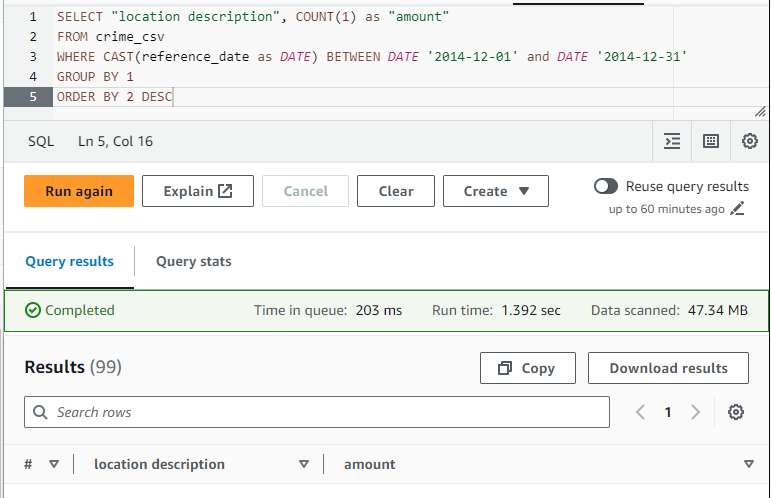 1 SELECT "location description", COUNT(1) as "amount"
2 FROM crime_csv
3 WHERE CAST(reference_date as DATE) BETWEEN DATE '2014-12-01' and DATE '2014-12-31'
4 GROUP BY 1
5 ORDER BY 2 DESC
SQL Ln 5, Col 16
Run again Explain Cancel Clear Create Reuse query results
up to 60 minutes ago
Query results Query stats
Completed Time in queue: 203 ms Run time: 1.392 sec Data scanned: 47.34 MB
Results (99) Copy Download results
Search rows 1
# location description amount